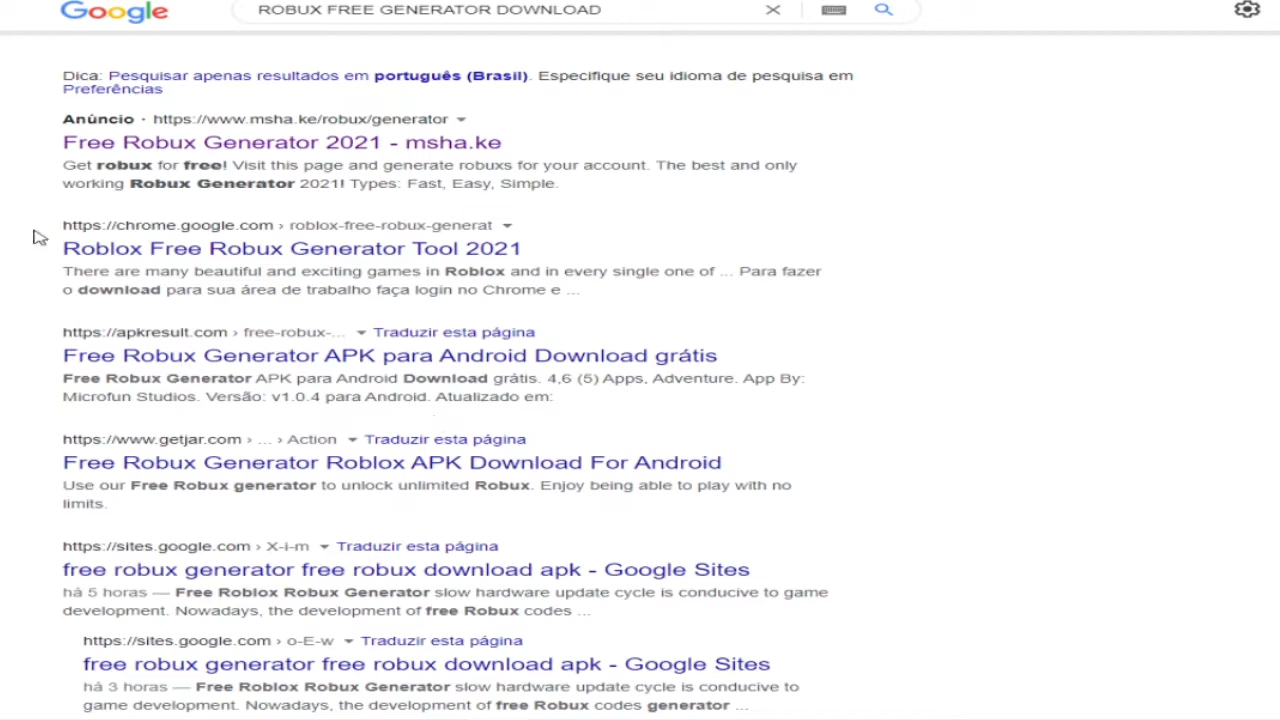 Google
ROBUX FREE GENERATOR DOWNLOAD
Dica: Pesquisar apenas resultados em português (Brasil). Especifique seu idioma de pesquisa em
Preferências
Anúncio · https://www.msha.ke/robux/generator
Free Robux Generator 2021 - msha.ke
Get robux for free! Visit this page and generate robuxs for your account. The best and only
working Robux Generator 2021! Types: Fast, Easy, Simple.
https://chrome.google.com › roblox-free-robux-generat
Roblox Free Robux Generator Tool 2021
There are many beautiful and exciting games in Roblox and in every single one of ... Para fazer
o download para sua área de trabalho faça login no Chrome e ...
https://apkresult.com › free-robux-... Traduzir esta página
Free Robux Generator APK para Android Download grátis
Free Robux Generator APK para Android Download grátis. 4,6 (5) Apps, Adventure. App By:
Microfun Studios. Versão: v1.0.4 para Android. Atualizado em:
https://www.getjar.com › ... › Action Traduzir esta página
Free Robux Generator Roblox APK Download For Android
Use our Free Robux generator to unlock unlimited Robux. Enjoy being able to play with no
limits.
https://sites.google.com › X-i-m Traduzir esta página
free robux generator free robux download apk - Google Sites
há 5 horas — Free Roblox Robux Generator slow hardware update cycle is conducive to game
development. Nowadays, the development of free Robux codes ...
https://sites.google.com › o-E-w Traduzir esta página
free robux generator free robux download apk - Google Sites
há 3 horas — Free Roblox Robux Generator slow hardware update cycle is conducive to
game development. Nowadays, the development of free Robux codes generator ...